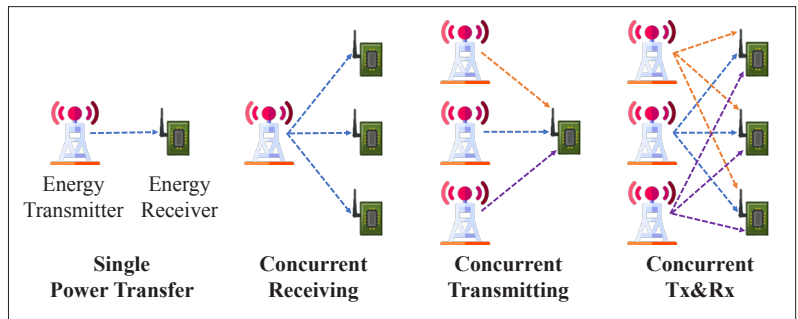 Energy
Transmitter
Energy
Receiver
Single
Power Transfer
Concurrent
Receiving
Concurrent
Transmitting
Concurrent
Tx&Rx